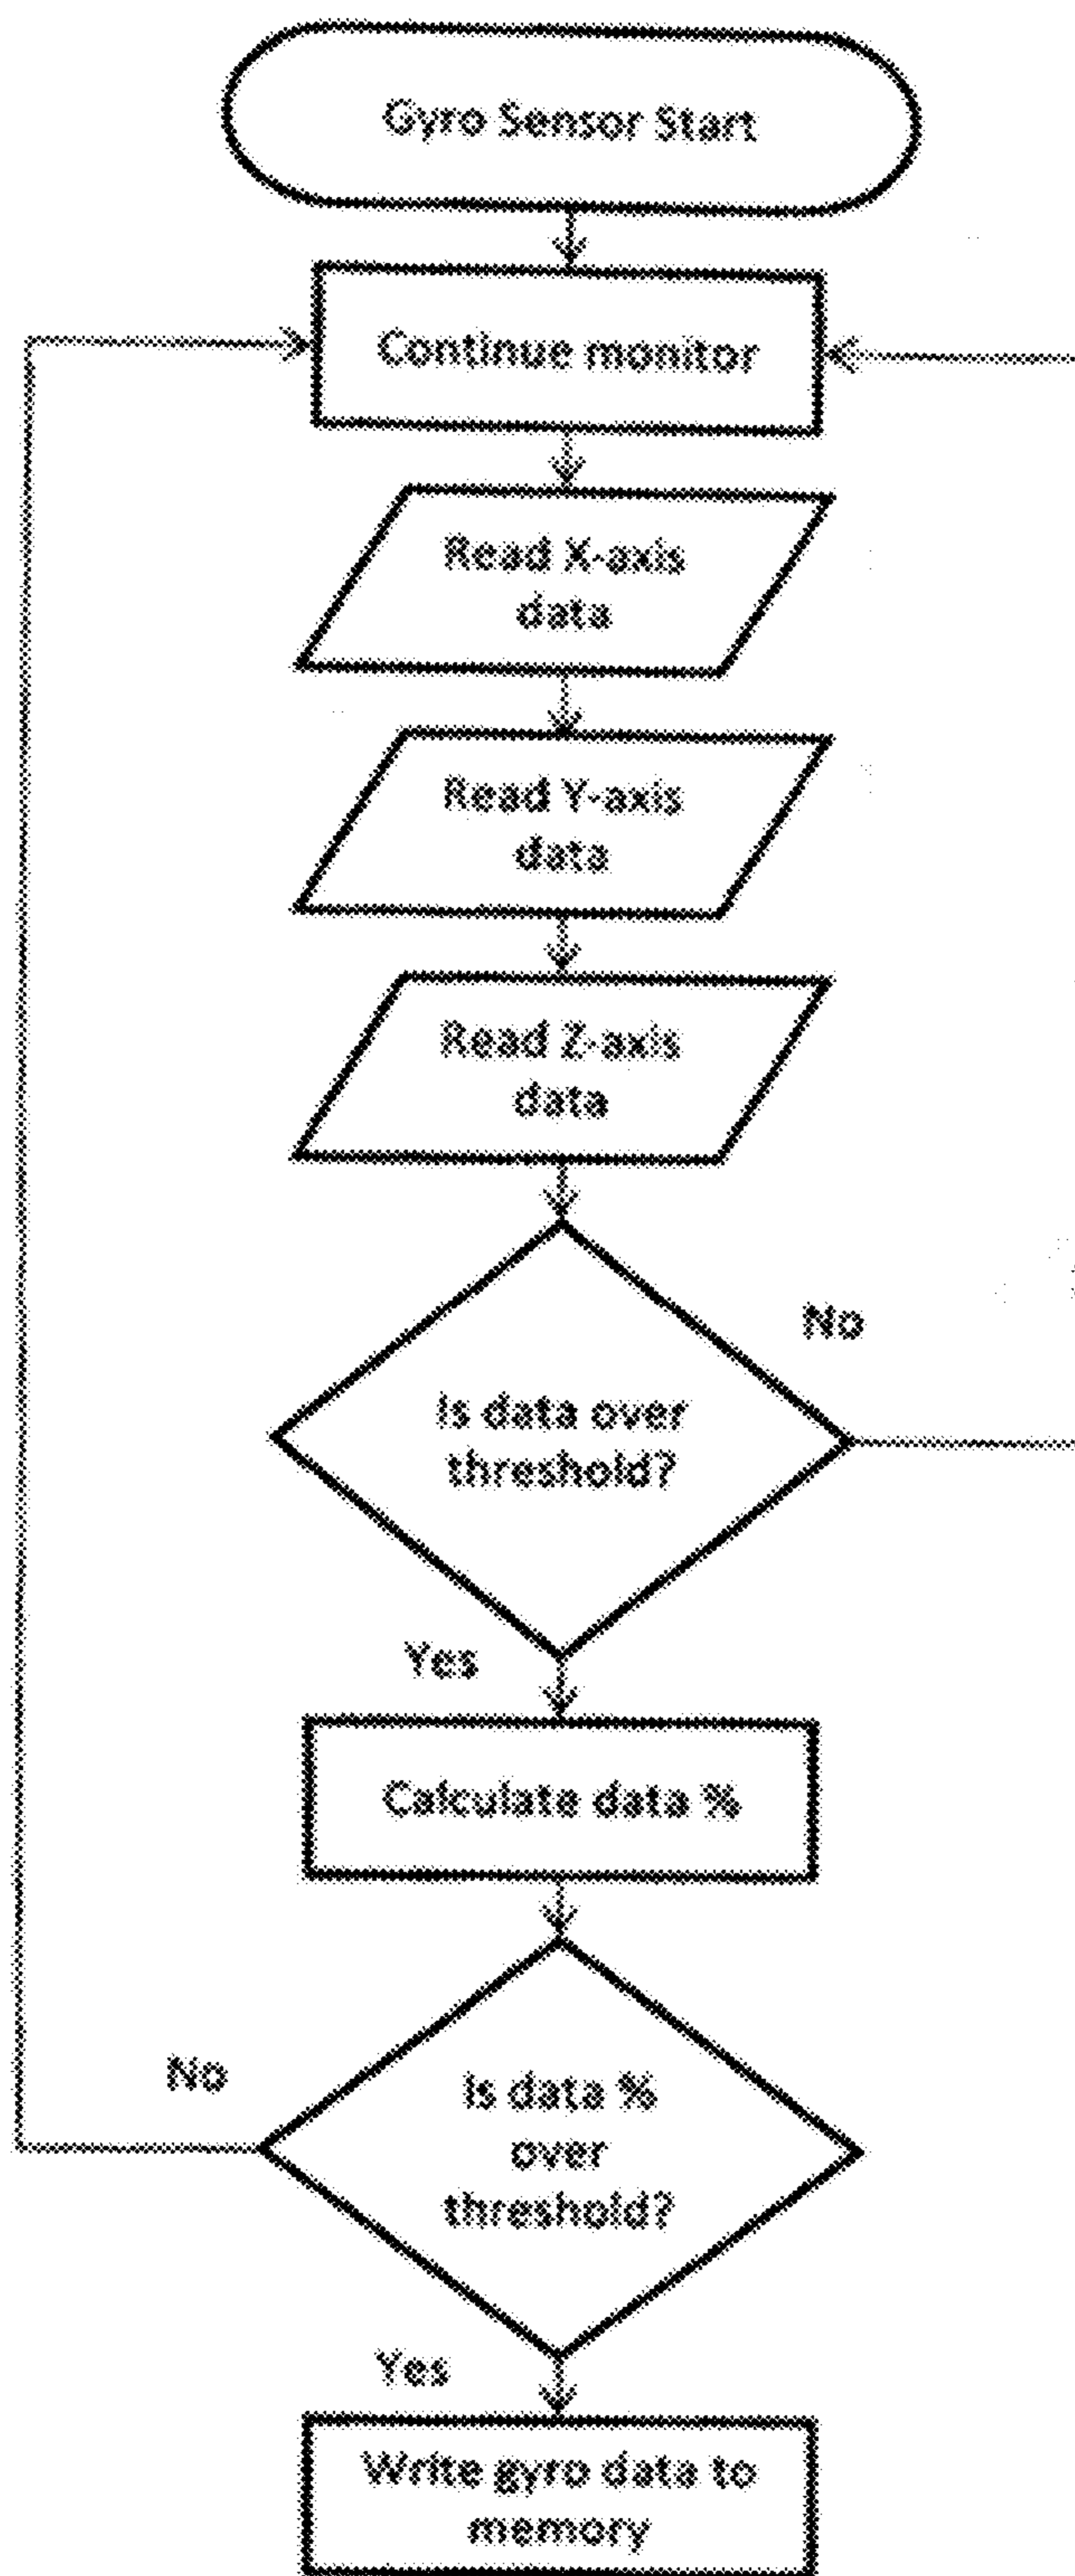 Gyro Sensor Start
Continue monitor
Read X-axis
data
Read Y-axis
data
Read Z-axis
data
No
Is data over
threshold?
Yes
Calculate data %
No
Is data %
over
threshold?
Yes
Write gyro data to
memory